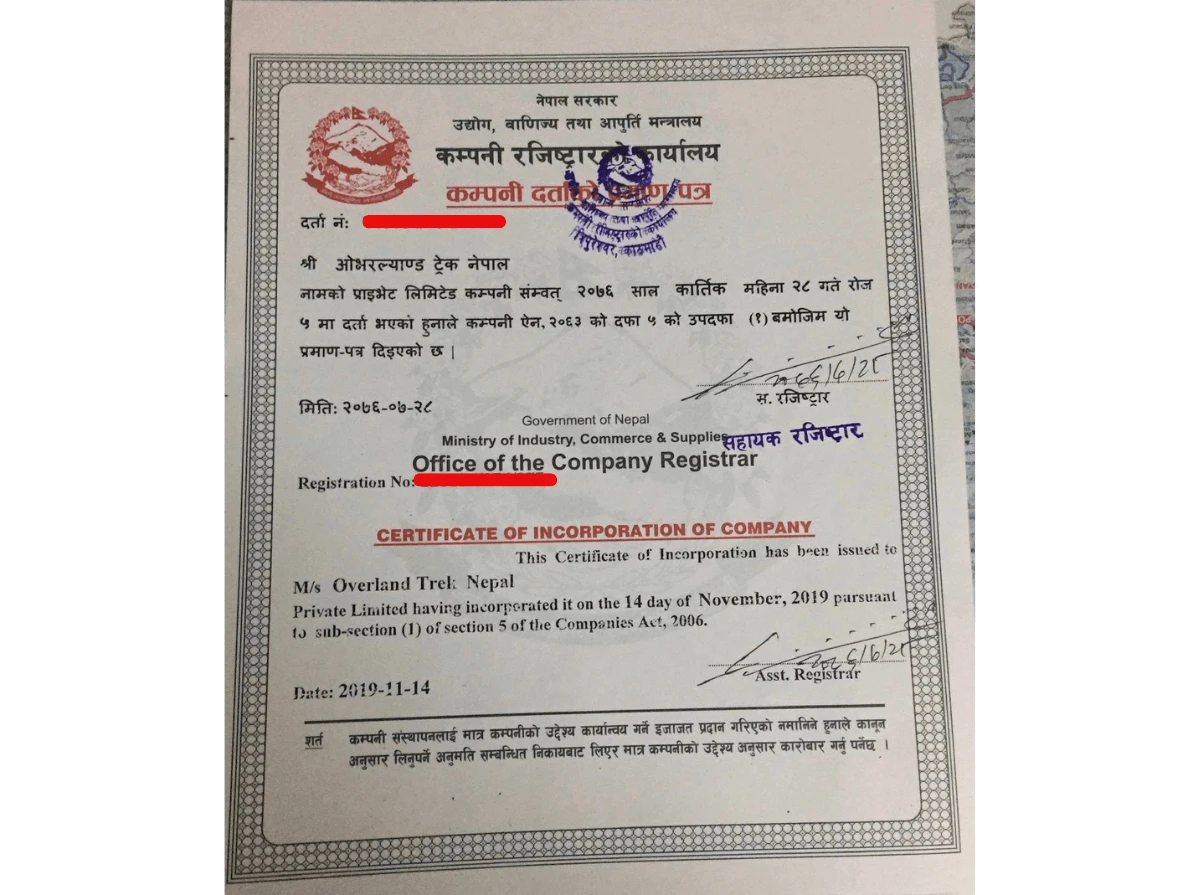 नेपाल सरकार
उद्योग, वाणिज्य तथा आपुर्ति मन्त्रालय
कम्पनी रजिष्ट्रारको कार्यालय
कम्पनी दर्ताको प्रमाण पत्र
दर्ता नं:
श्री ओभरल्याण्ड ट्रेक नेपाल
नामको प्राइभेट लिमिटेड कम्पनी संम्वत् २०७६ साल कार्तिक महिना २८ गते रोज
५ मा दर्ता भएको हुनाले कम्पनी ऐन, २०६३ को दफा ५ को उपदफा (१) बमोजिम यो
प्रमाण-पत्र दिइएको छ |
स. रजिष्ट्रार
मिति: २०७६-०७-२८
Government of Nepal
Ministry of Industry, Commerce & Supplies
सहायक रजिष्टार
Office of the Company Registrar
Registration No:
CERTIFICATE OF INCORPORATION OF COMPANY
This Certificate of Incorporation has been issued to
M/s Overland Trek Nepal
Private Limited having incorporated it on the 14 day of November, 2019 pursuant
to sub-section (1) of section 5 of the Companies Act, 2006.
Asst. Registrar
Date: 2019-11-14
शर्त कम्पनी संस्थापनलाई मात्र कम्पनीको उद्देश्य कार्यान्वय गर्ने इजाजत प्रदान गरिएको नमानिने हुनाले कानून
अनुसार लिनुपर्ने अनुमति सम्बन्धित निकायबाट लिएर मात्र कम्पनीको उद्देश्य अनुसार कारोबार गर्नु पर्नेछ ।